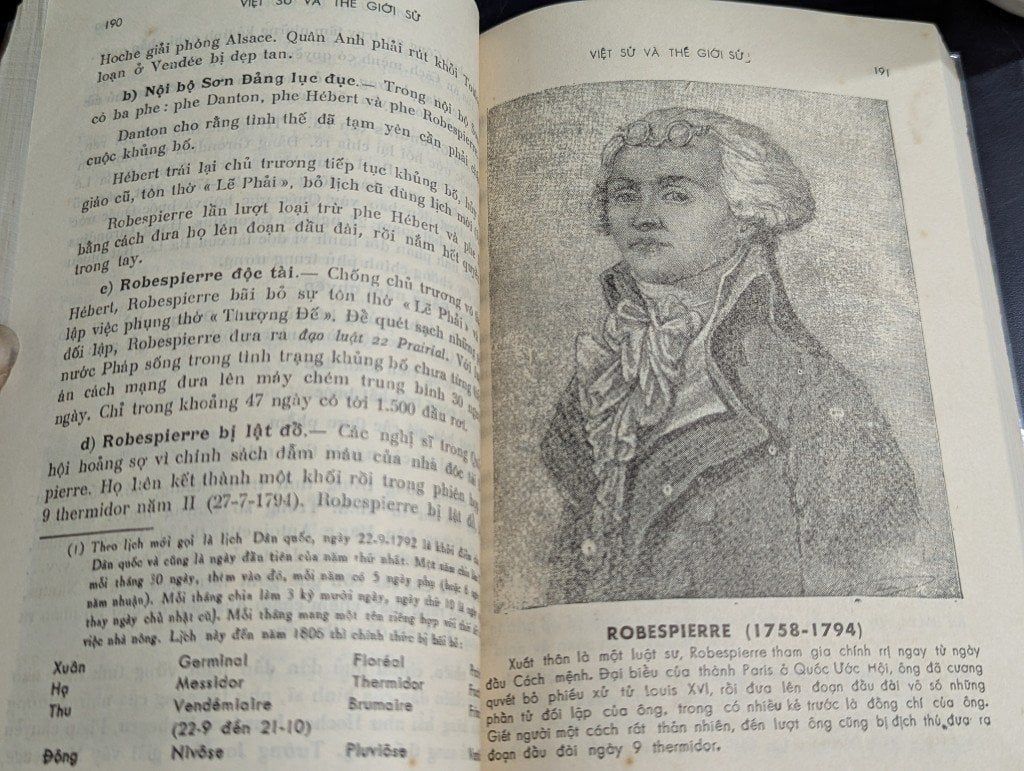 190
VIỆT SỬ VÀ THẾ GIỚI SỬ
Hoche giải phóng Alsace. Quân Anh phải rút khỏi
loạn ở Vendée bị dẹp tan.
b) Nội bộ Sơn Đảng lục đục.— Trong nội bộ
có ba phe : phe Danton, phe Hébert và phe Robespierre
Danton cho rằng tình thế đã tạm yên cần phải
cuộc khủng bố.
Hébert trái lại chủ trương tiếp tục khủng bố,
giáo cũ, tôn thờ « Lẽ Phải », bỏ lịch cũ dùng lịch mới
Robespierre lần lượt loại trừ phe Hébert và
bằng cách đưa họ lên đoạn đầu đài, rồi nắm hết
trong tay.
c) Robespierre độc tài.— Chống chủ trương
Hébert, Robespierre bãi bỏ sự tôn thờ « Lẽ Phải »
lập việc phụng thờ « Thượng Đế ». Để quét sạch những
đối lập, Robespierre đưa ra đạo luật 22 Prairial. Với
nước Pháp sống trong tình trạng khủng bố chưa từng
án cách mạng đưa lên máy chém trung bình 30
ngày. Chỉ trong khoảng 47 ngày có tới 1.500 đầu rơi.
d) Robespierre bị lật đổ.— Các nghị sĩ trong
hội hoảng sợ vì chính sách đẫm máu của nhà độc tài
pierre. Họ liên kết thành một khối rồi trong phiên
9 thermidor năm II (27-7-1794). Robespierre bị lật
(1) Theo lịch mới gọi là lịch Dân quốc, ngày 22-9-1792 là khởi
Dân quốc và cũng là ngày đầu tiên của năm thứ nhất. Một năm chia
mỗi tháng 30 ngày, thêm vào đó, mỗi năm có 5 ngày phụ (hoặc 6
năm nhuận). Mỗi tháng chia làm 3 kỳ mười ngày, ngày thứ 10 là
thay ngày chủ nhật cũ). Mỗi tháng mang một tên riêng hợp với
việc nhà nông. Lịch này đến năm 1806 thì chính thức bị bãi bỏ :
Xuân Germinal Floréal
Hạ Messidor Thermidor
Thu Vendémiaire Brumaire
(22-9 đến 21-10)
Đông Nivôse Pluviôse
VIỆT SỬ VÀ THẾ GIỚI SỬ
191
ROBESPIERRE (1758-1794)
Xuất thân là một luật sư, Robespierre tham gia chính trị ngay từ ngày
đầu Cách mệnh. Đại biểu của thành Paris ở Quốc Ước Hội, ông đã cương
quyết bỏ phiếu xử tử Louis XVI, rồi đưa lên đoạn đầu đài vô số những
phần tử đối lập của ông, trong có nhiều kẻ trước là đồng chí của ông.
Giết người một cách rất thản nhiên, đến lượt ông cũng bị địch thủ đưa ra
đoạn đầu đài ngày 9 thermidor.